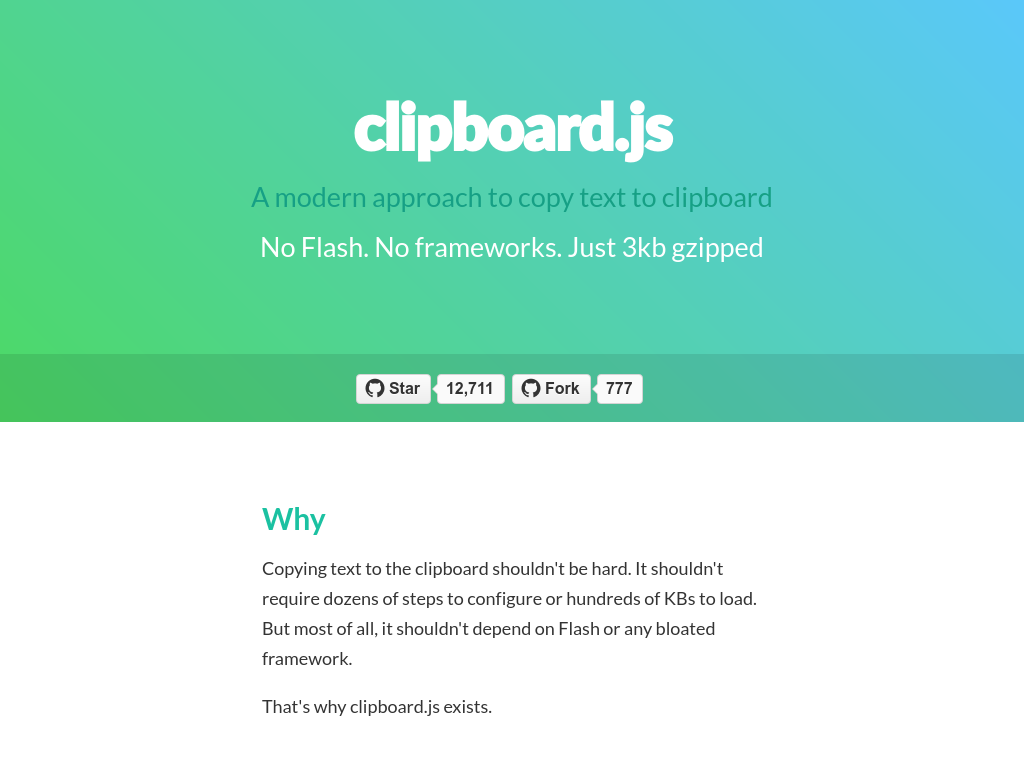 clipboard.js
A modern approach to copy text to clipboard
No Flash. No frameworks. Just 3kb gzipped
Star 12,711 Fork 777
Why
Copying text to the clipboard shouldn't be hard. It shouldn't
require dozens of steps to configure or hundreds of KBs to load.
But most of all, it shouldn't depend on Flash or any bloated
framework.
That's why clipboard.js exists.